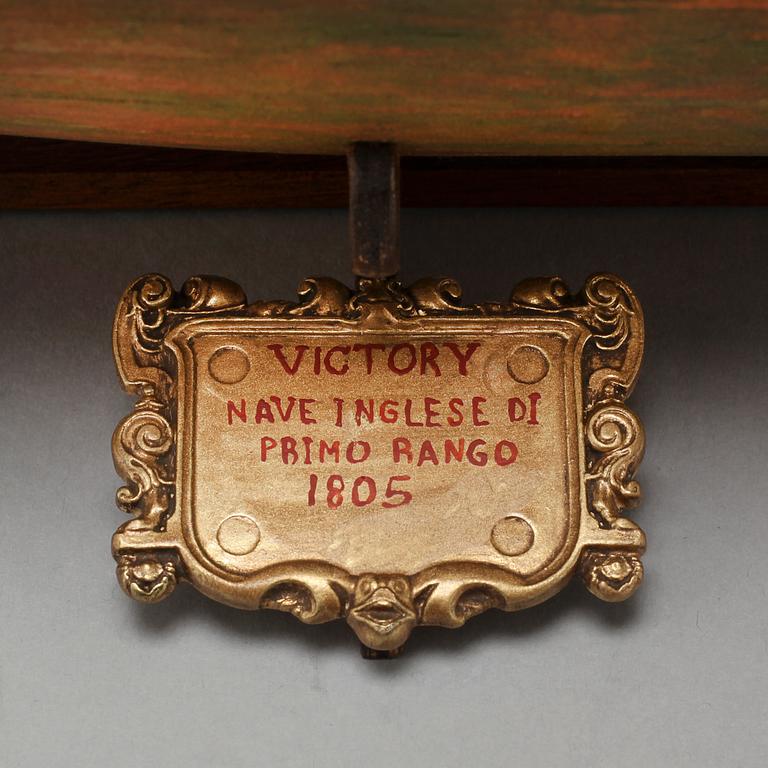 VICTORY
NAVE INGLESE DI
PRIMO RANGO
1805